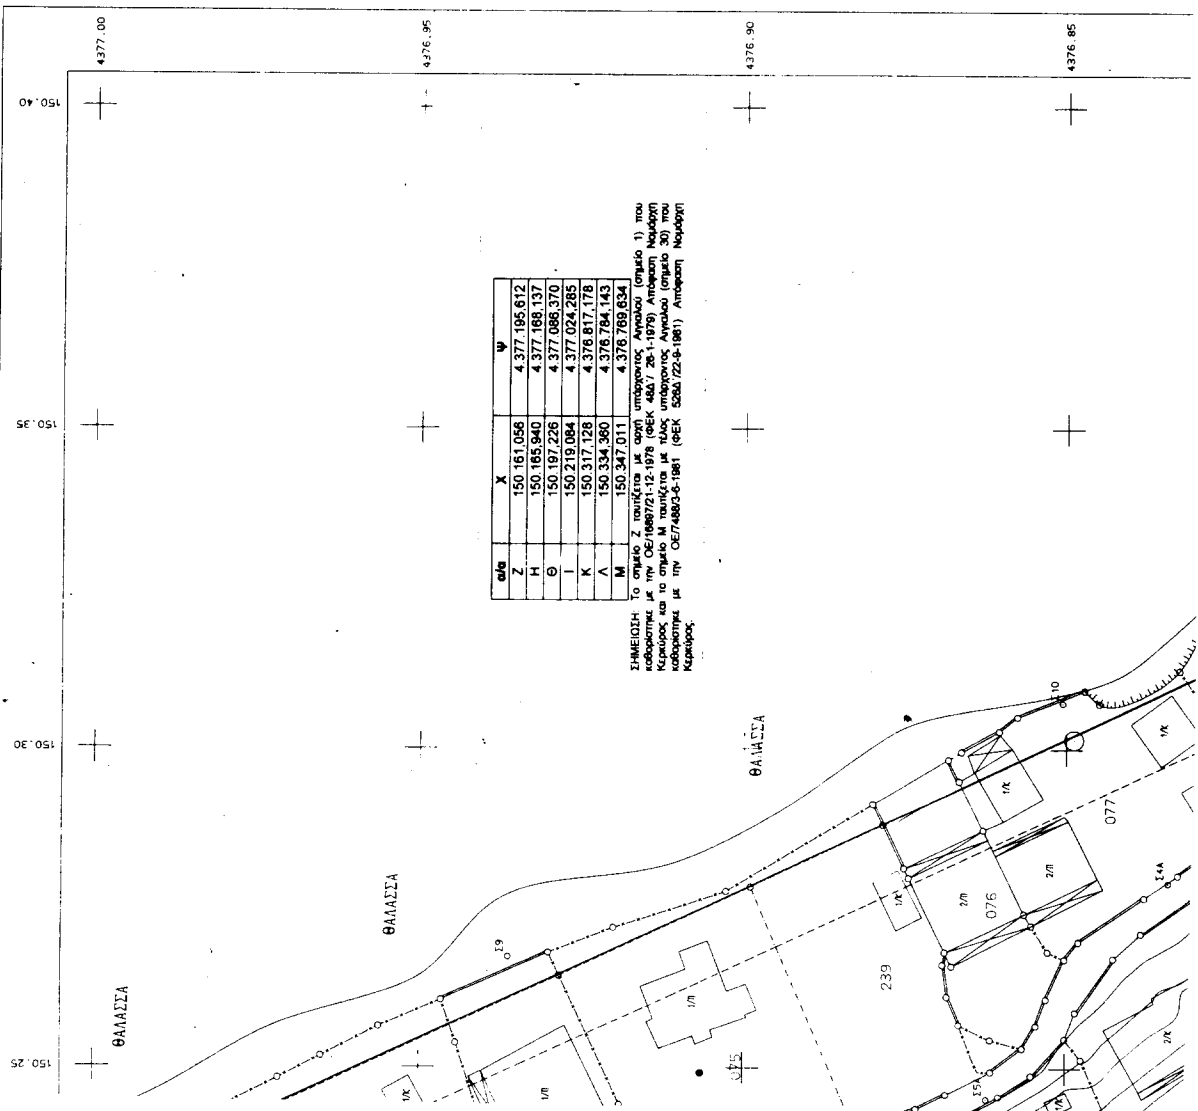 4377.00
4376.95
4376.90
4376.85
150.40
150.35
150.30
150.25
α/α X Ψ
Ζ 150.161,056 4.377.195,612
Η 150.165,940 4.377.168,137
Θ 150.197,226 4.377.086,370
Ι 150.219,084 4.377.024,285
Κ 150.317,128 4.376.817,178
Λ 150.334,360 4.376.784,143
Μ 150.347,011 4.376.769,634
ΣΗΜΕΙΩΣΗ: Το σημείο Ζ ταυτίζεται με αρχή υπάρχοντος Αιγιαλού (σημείο 1) που
καθορίστηκε με την ΟΕ/16897/21-12-1978 (ΦΕΚ 48Δ'/ 26-1-1979) Απόφαση Νομάρχη
Κερκύρας και το σημείο Μ ταυτίζεται με τέλος υπάρχοντος Αιγιαλού (σημείο 30) που
καθορίστηκε με την ΟΕ/7488/3-6-1981 (ΦΕΚ 526Δ'/22-9-1981) Απόφαση Νομάρχη
Κερκύρας.
ΘΑΛΑΣΣΑ
ΘΑΛΑΣΣΑ
ΘΑΛΑΣΣΑ
Σ9
Σ10
Σ4Α
Σ5Α
075
239
076
077
1/Π
1/Π
2/Π
2/Π
1/Κ
1/Κ
1/Κ
1/Κ
1/Κ
2/Κ